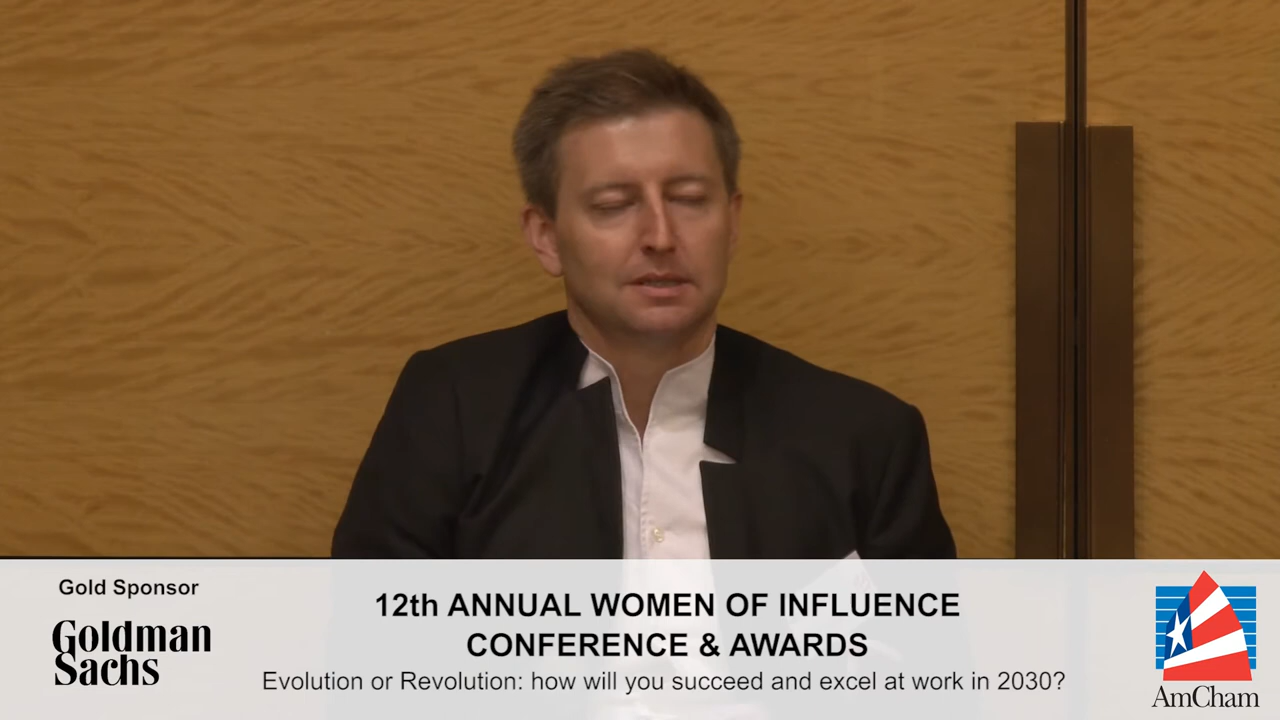 Gold Sponsor
Goldman
Sachs
12th ANNUAL WOMEN OF INFLUENCE
CONFERENCE & AWARDS
Evolution or Revolution: how will you succeed and excel at work in 2030?
AmCham